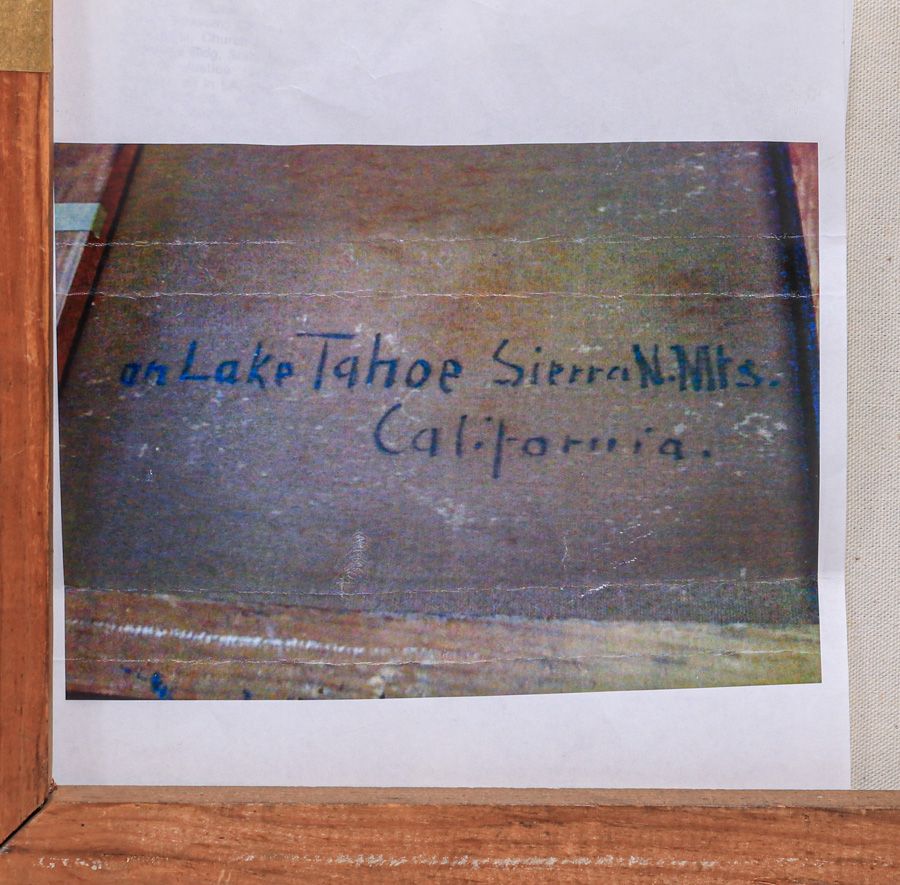 on Lake Tahoe Sierra N. Mts.
California.